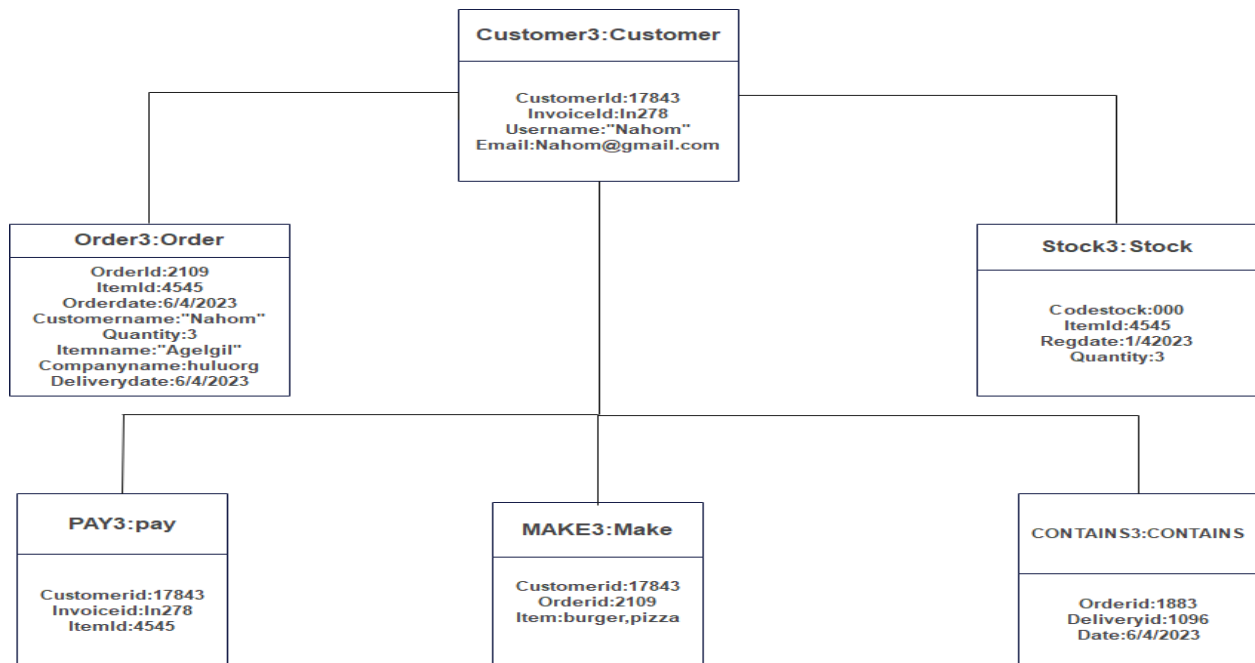 Customer3:Customer
CustomerId:17843
InvoiceId:In278
Username:"Nahom"
Email:Nahom@gmail.com
Order3:Order
OrderId:2109
ItemId:4545
Orderdate:6/4/2023
Customername:"Nahom"
Quantity:3
Itemname:"Agelgil"
Companyname:huluorg
Deliverydate:6/4/2023
Stock3:Stock
Codestock:000
ItemId:4545
Regdate:1/42023
Quantity:3
PAY3:pay
Customerid:17843
Invoiceid:In278
ItemId:4545
MAKE3:Make
Customerid:17843
Orderid:2109
Item:burger,pizza
CONTAINS3:CONTAINS
Orderid:1883
Deliveryid:1096
Date:6/4/2023